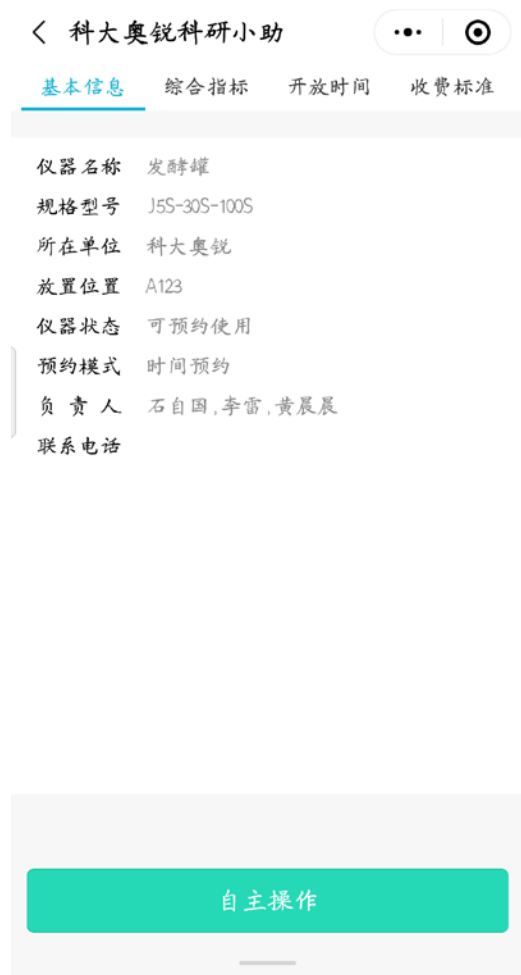 科大奥锐科研小助
基本信息 综合指标 开放时间 收费标准
仪器名称 发酵罐
规格型号 J5S-30S-100S
所在单位 科大奥锐
放置位置 A123
仪器状态 可预约使用
预约模式 时间预约
负责人 石自国,李雷,黄晨晨
联系电话
自主操作